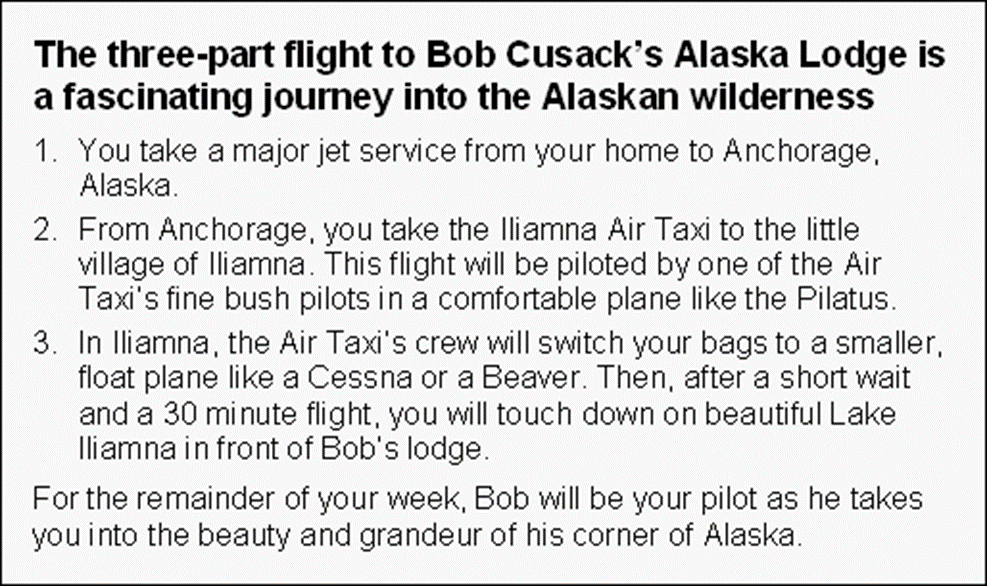 The three-part flight to Bob Cusack's Alaska Lodge is
a fascinating journey into the Alaskan wilderness
1. You take a major jet service from your home to Anchorage,
Alaska.
2. From Anchorage, you take the Iliamna Air Taxi to the little
village of Iliamna. This flight will be piloted by one of the Air
Taxi's fine bush pilots in a comfortable plane like the Pilatus.
3. In Iliamna, the Air Taxi's crew will switch your bags to a smaller,
float plane like a Cessna or a Beaver. Then, after a short wait
and a 30 minute flight, you will touch down on beautiful Lake
Iliamna in front of Bob's lodge.
For the remainder of your week, Bob will be your pilot as he takes
you into the beauty and grandeur of his corner of Alaska.